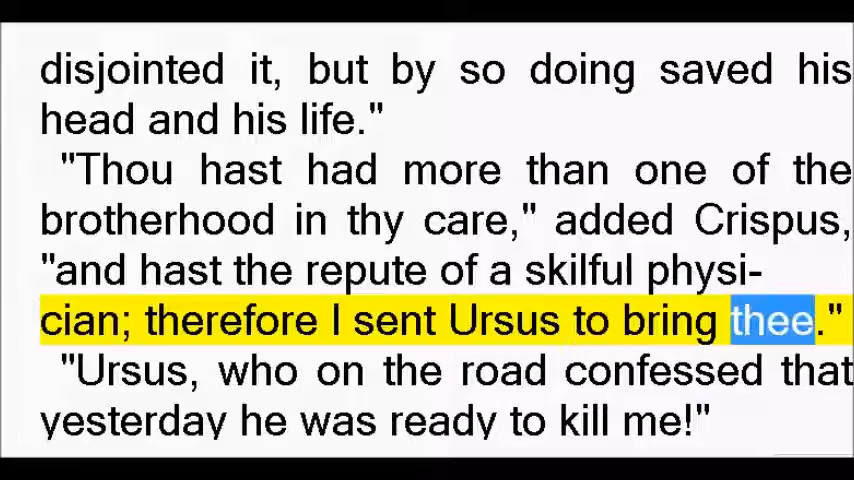 disjointed it, but by so doing saved his
head and his life."
"Thou hast had more than one of the
brotherhood in thy care," added Crispus,
"and hast the repute of a skilful physi-
cian; therefore I sent Ursus to bring thee."
"Ursus, who on the road confessed that
yesterday he was ready to kill me!"